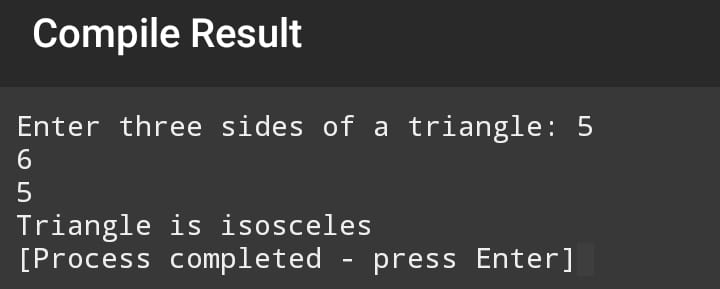 Compile Result
Enter three sides of a triangle: 5
6
5
Triangle is isosceles
[Process completed - press Enter]